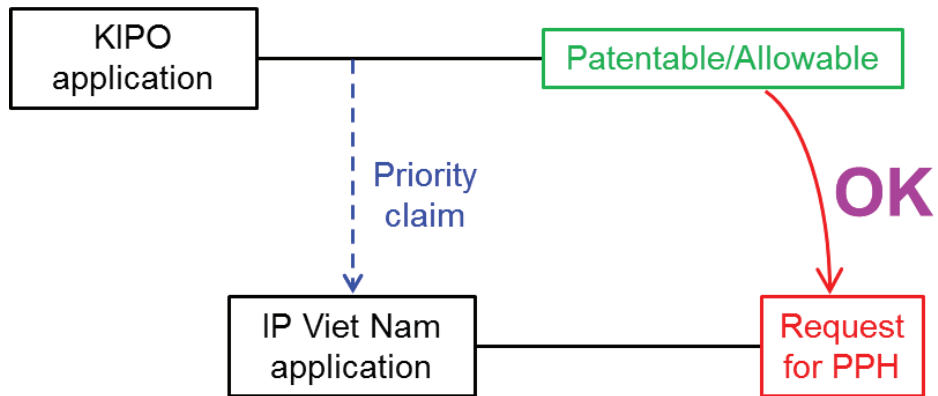 KIPO
application
Patentable/Allowable
Priority
claim
OK
IP Viet Nam
application
Request
for PPH